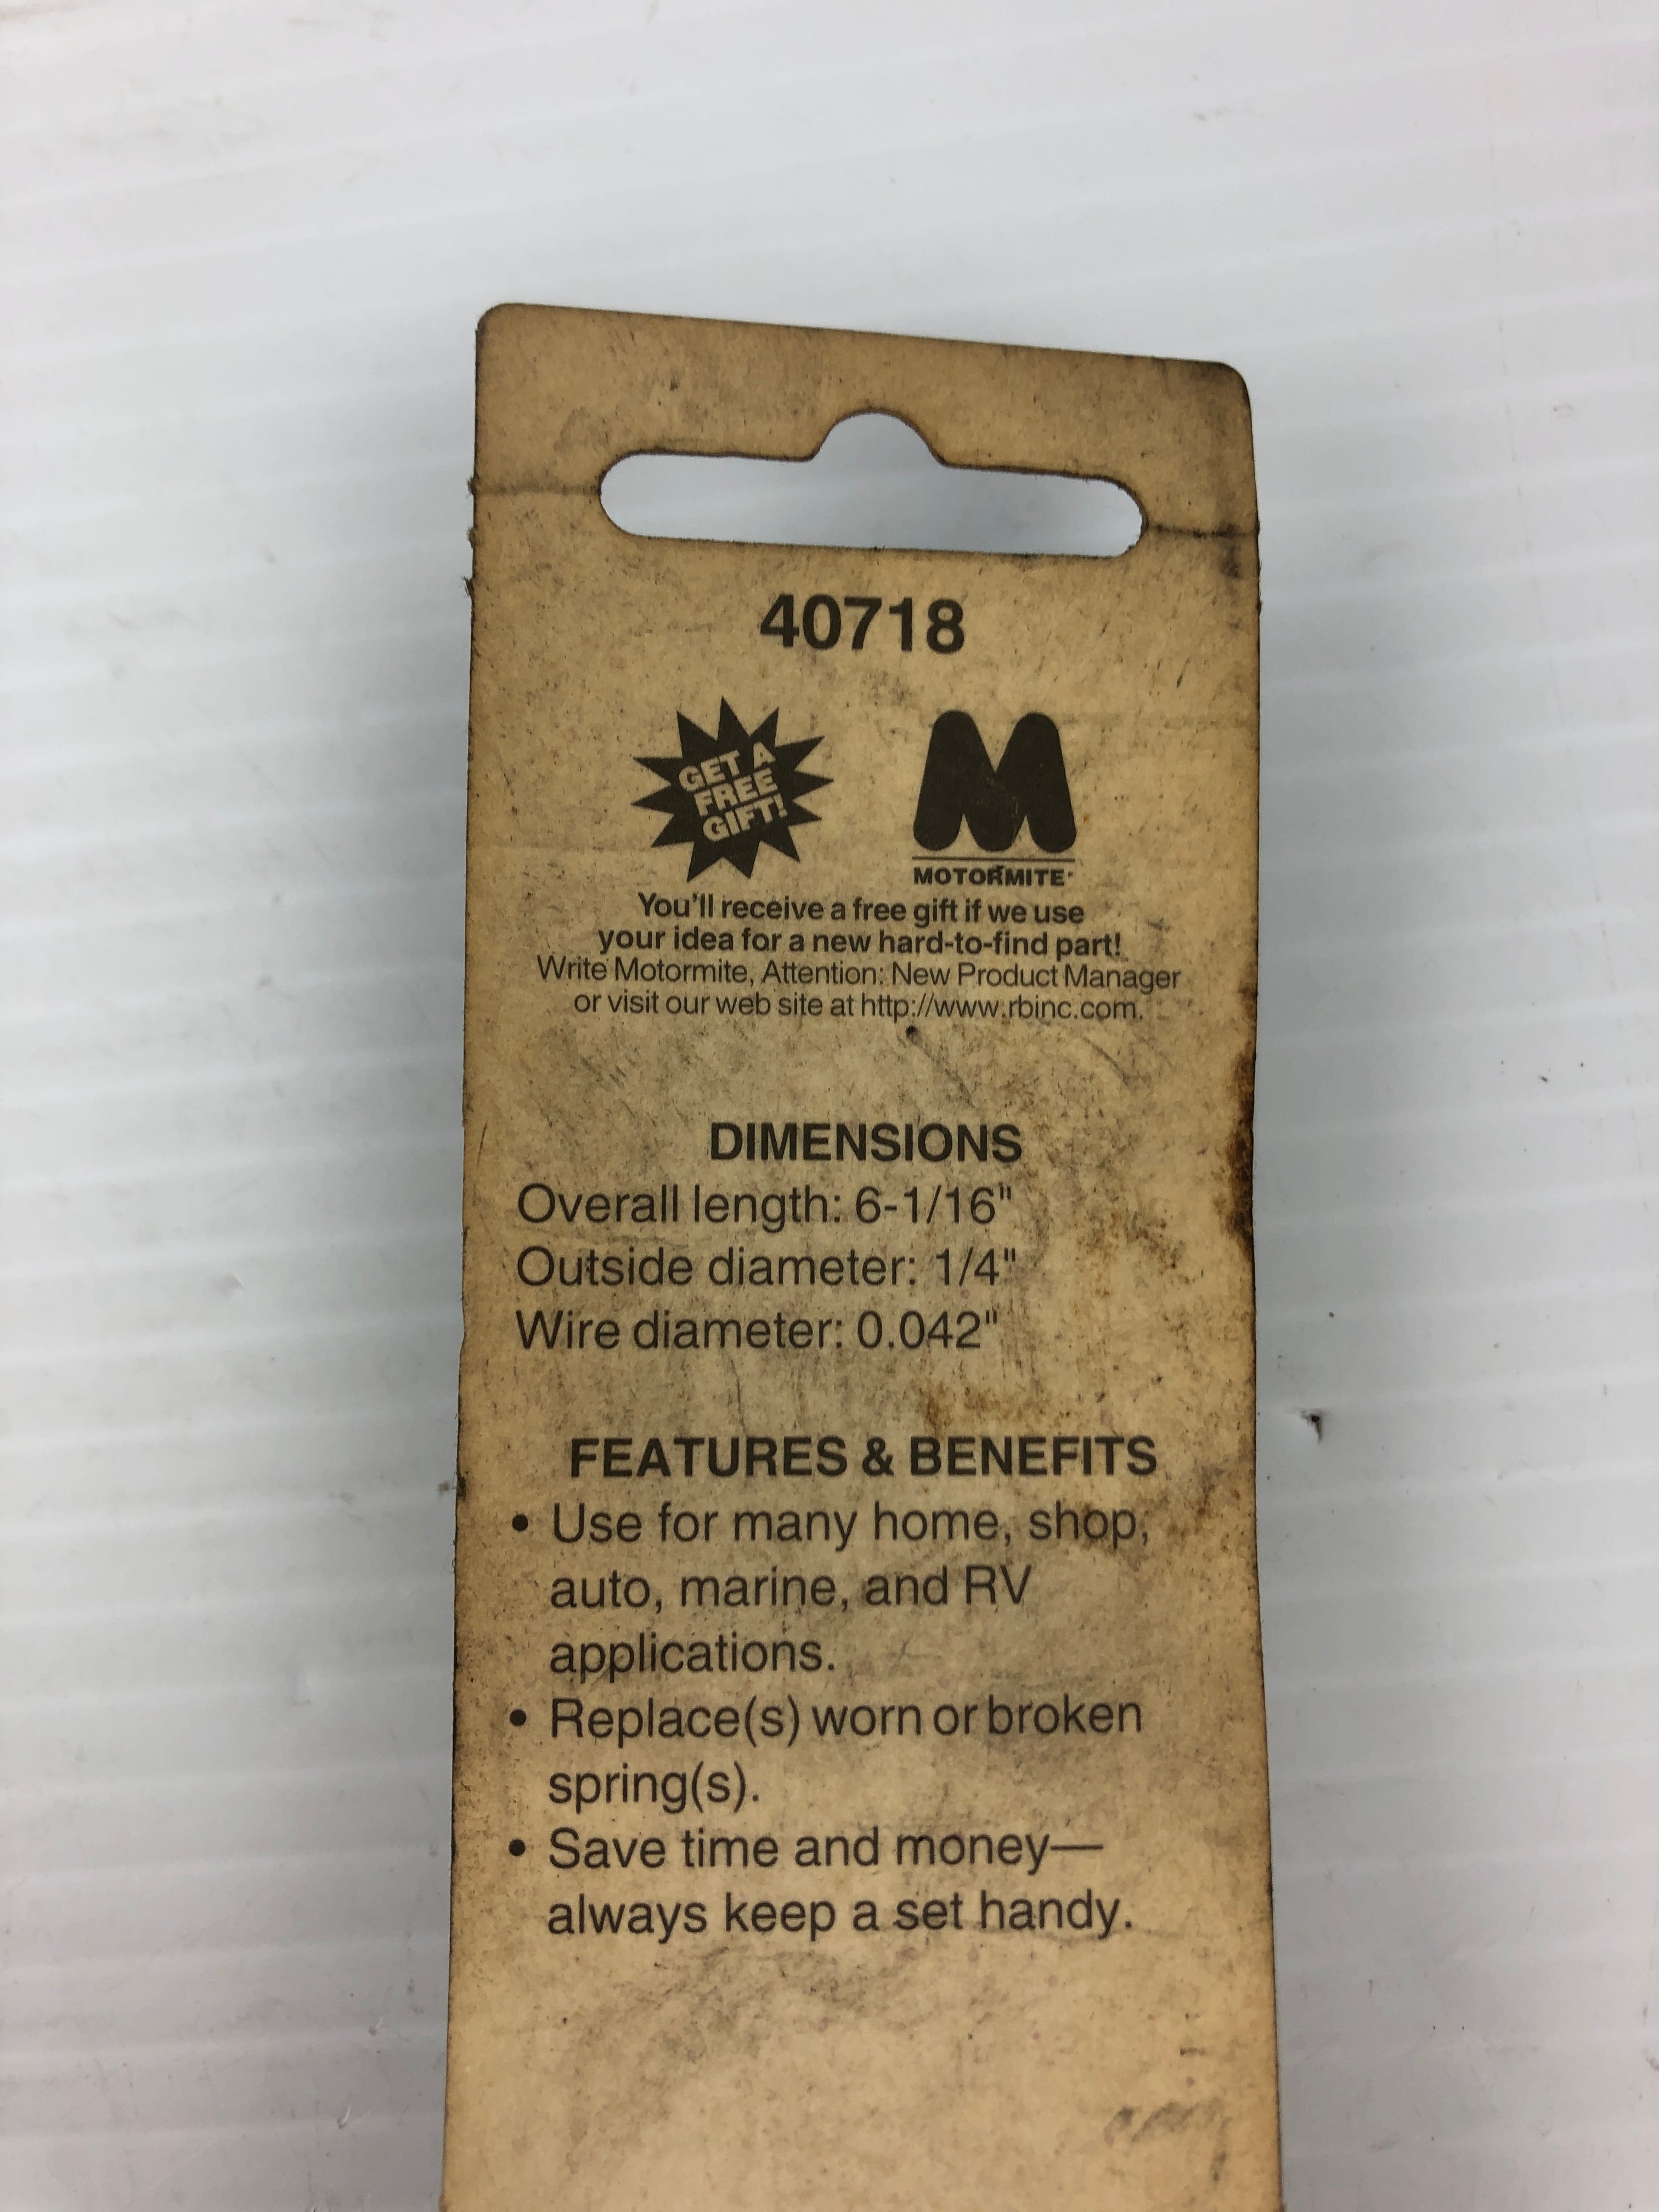 40718
GET A
FREE
GIFT!
M
MOTORMITE
You'll receive a free gift if we use
your idea for a new hard-to-find part!
Write Motormite, Attention: New Product Manager
or visit our web site at http://www.rbinc.com.
DIMENSIONS
Overall length: 6-1/16"
Outside diameter: 1/4"
Wire diameter: 0.042"
FEATURES & BENEFITS
• Use for many home, shop,
auto, marine, and RV
applications.
• Replace(s) worn or broken
spring(s).
• Save time and money—
always keep a set handy.